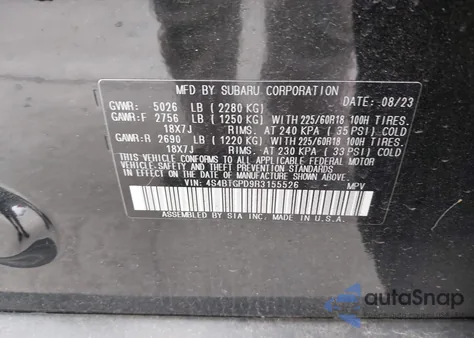 MFD BY SUBARU CORPORATION DATE: 08/23
GVWR: 5026 LB (2280 KG)
GAWR:F 2756 LB (1250 KG) WITH 225/60R18 100H TIRES.
18X7J RIMS. AT 240 KPA ( 35 PSI) COLD
GAWR:R 2690 LB (1220 KG) WITH 225/60R18 100H TIRES.
18X7J RIMS. AT 230 KPA ( 33 PSI) COLD
THIS VEHICLE CONFORMS TO ALL APPLICABLE FEDERAL MOTOR
VEHICLE SAFETY AND THEFT PREVENTION STANDARDS IN EFFECT
ON THE DATE OF MANUFACTURE SHOWN ABOVE.
VIN: 4S4BTGPD9R3155526 MPV
ASSEMBLED BY SIA INC. MADE IN U.S.A.
autoSnap